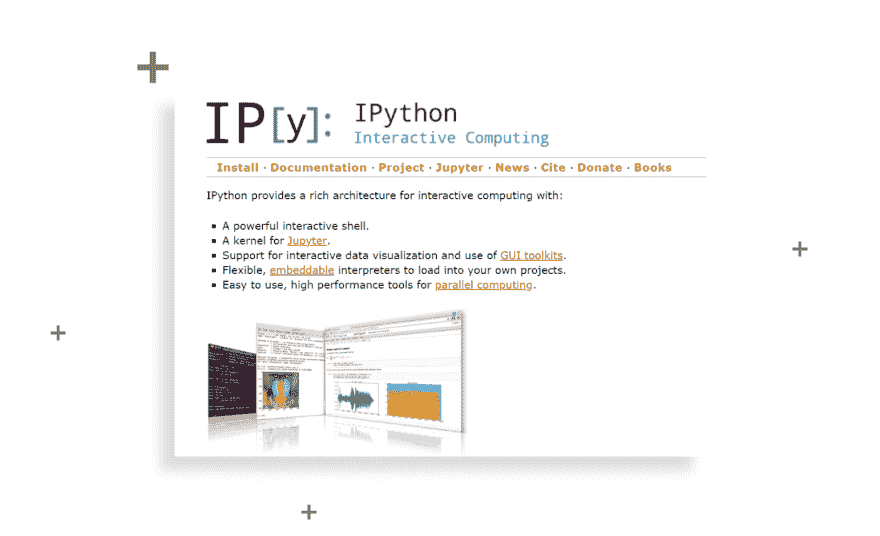 IP[y]: IPython
Interactive Computing
Install · Documentation · Project · Jupyter · News · Cite · Donate · Books
IPython provides a rich architecture for interactive computing with:
A powerful interactive shell.
A kernel for Jupyter.
Support for interactive data visualization and use of GUI toolkits.
Flexible, embeddable interpreters to load into your own projects.
Easy to use, high performance tools for parallel computing.